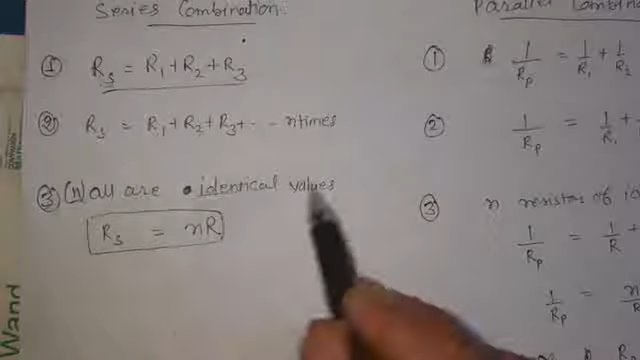 Series Combination.
① Rs = R1 + R2 + R3
② Rs = R1 + R2 + R3 + - - n times
③ (n) all are identical values
Rs = nR
Parallel Combin
① 1/Rp = 1/R1 + 1/R2
② 1/Rp = 1/R1 +
③ n resistors of i
1/Rp = 1/R +
1/Rp = n/R
Wand